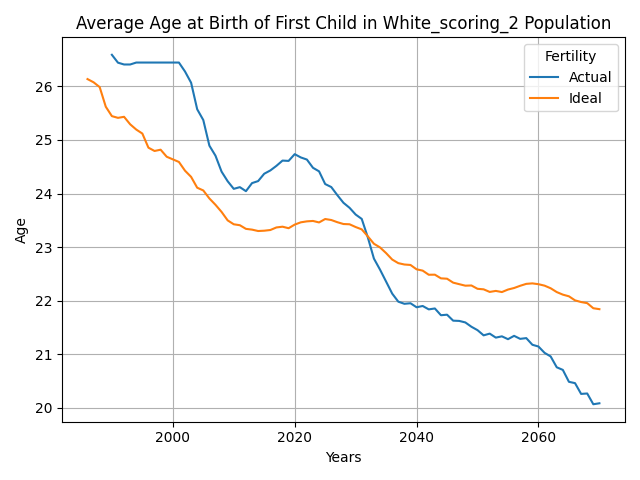 Average Age at Birth of First Child in White_scoring_2 Population
Fertility
Actual
Ideal
Age
26
25
24
23
22
21
20
2000
2020
2040
2060
Years